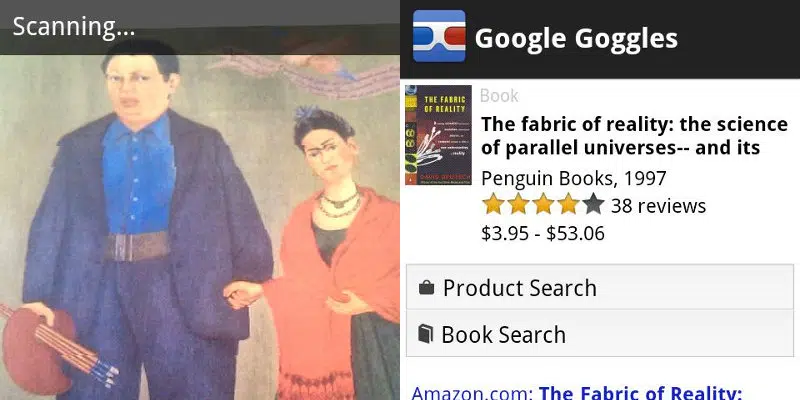 Scanning...
Google Goggles
THE FABRIC
OF REALITY
Book
The fabric of reality: the science
of parallel universes-- and its
Penguin Books, 1997
38 reviews
$3.95 - $53.06
Product Search
Book Search
Amazon.com: The Fabric of Reality: